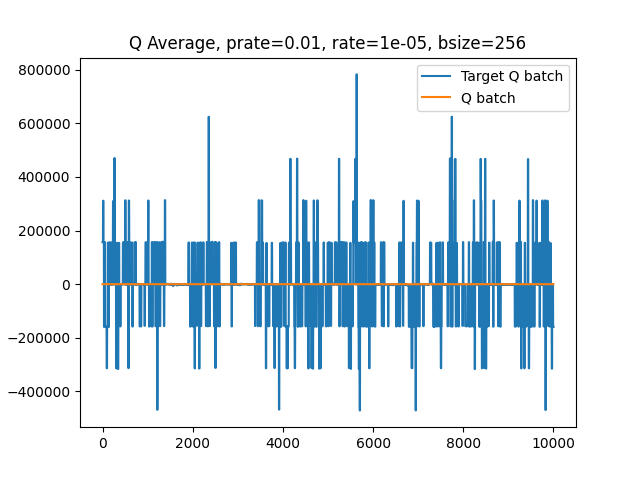 Q Average, prate=0.01, rate=1e-05, bsize=256
Target Q batch
Q batch
800000
600000
400000
200000
0
−200000
−400000
0 2000 4000 6000 8000 10000